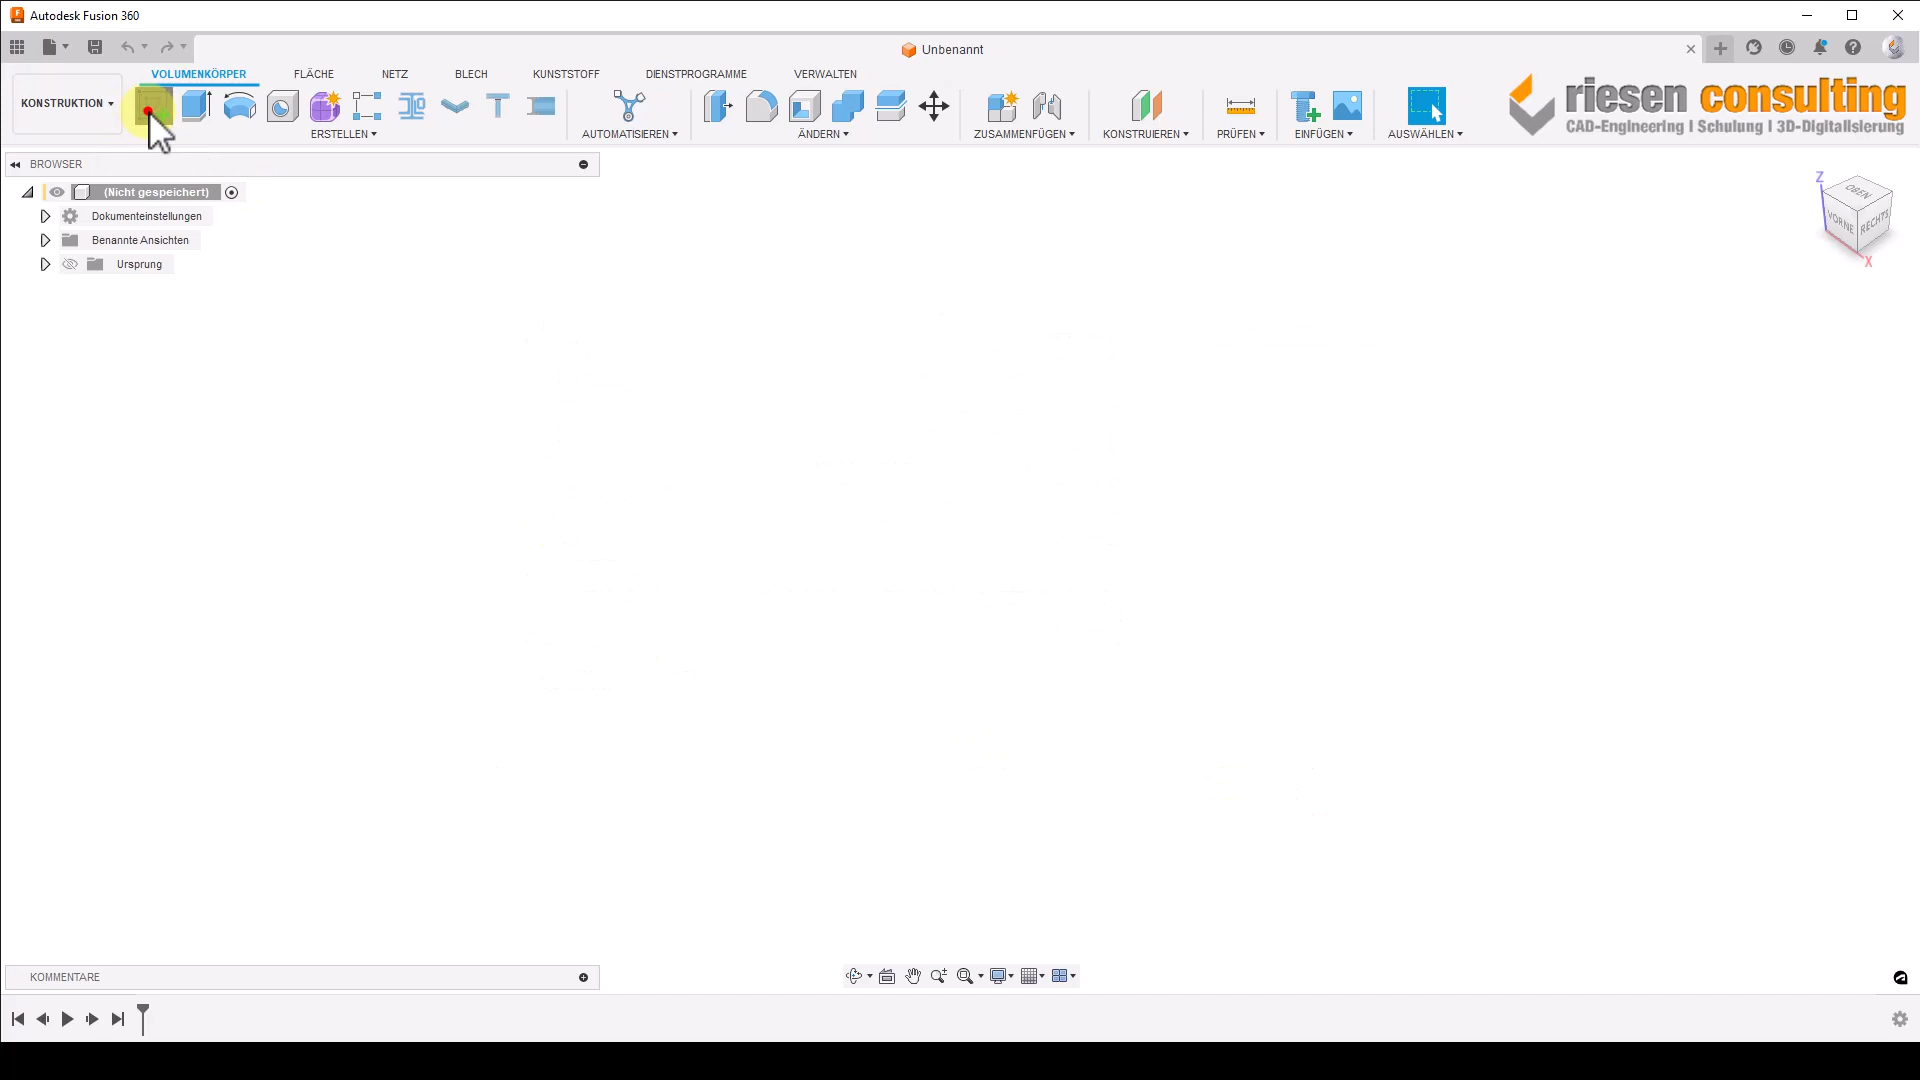 Autodesk Fusion 360
Unbenannt
VOLUMENKÖRPER FLÄCHE NETZ BLECH KUNSTSTOFF DIENSTPROGRAMME VERWALTEN
KONSTRUKTION
ERSTELLEN AUTOMATISIEREN ÄNDERN ZUSAMMENFÜGEN KONSTRUIEREN PRÜFEN EINFÜGEN AUSWÄHLEN
riesen consulting
CAD-Engineering | Schulung | 3D-Digitalisierung
BROWSER
(Nicht gespeichert)
Dokumenteinstellungen
Benannte Ansichten
Ursprung
Z
OBEN
VORNE
RECHTS
X
KOMMENTARE